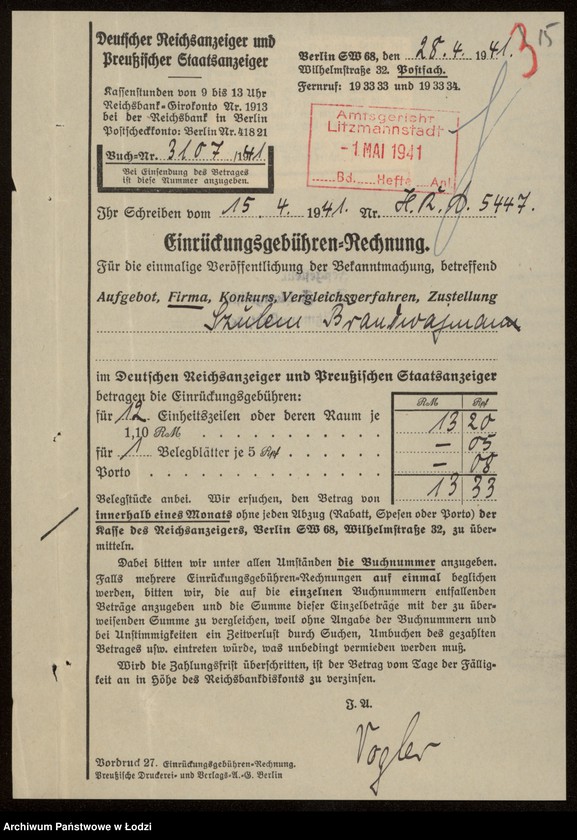 3 15
Deutscher Reichsanzeiger und
Preußischer Staatsanzeiger
Kassenstunden von 9 bis 13 Uhr
Reichsbank-Girokonto Nr. 1913
bei der Reichsbank in Berlin
Postscheckkonto: Berlin Nr. 41821
Buch-Nr. 3107 /1941.
Bei Einsendung des Betrages
ist diese Nummer anzugeben.
Berlin SW 68, den 28.4. 1941.
Wilhelmstraße 32. Postfach.
Fernruf: 19 33 33 und 19 33 34.
Amtsgericht
Litzmannstadt
-1. MAI 1941
Bd. Hefte Anl.
Ihr Schreiben vom 15. 4. 1941. Nr. H. R. A. 5447.
Einrückungsgebühren-Rechnung.
Für die einmalige Veröffentlichung der Bekanntmachung, betreffend
Aufgebot, Firma, Konkurs, Vergleichsverfahren, Zustellung
Szulem Brandwajmann
im Deutschen Reichsanzeiger und Preußischen Staatsanzeiger
betragen die Einrückungsgebühren:
RM Rpf
für 12 Einheitszeilen oder deren Raum je
1,10 RM 13 20
für 1 Belegblätter je 5 Rpf – 05
Porto – 08
13 33
Belegstücke anbei. Wir ersuchen, den Betrag von
innerhalb eines Monats ohne jeden Abzug (Rabatt, Spesen oder Porto) an
der Kasse des Reichsanzeigers, Berlin SW 68, Wilhelmstraße 32, zu über-
mitteln.
Dabei bitten wir unter allen Umständen die Buchnummer anzugeben.
Falls mehrere Einrückungsgebühren-Rechnungen auf einmal beglichen
werden, bitten wir, die auf die einzelnen Buchnummern entfallenden
Beträge anzugeben und die Summe dieser Einzelbeträge mit der zu über-
weisenden Summe zu vergleichen, weil ohne Angabe der Buchnummern und
bei Unstimmigkeiten ein Zeitverlust durch Suchen, Umbuchen des gezahlten
Betrages usw. eintreten würde, was unbedingt vermieden werden muß.
Wird die Zahlungsfrist überschritten, ist der Betrag vom Tage der Fällig-
keit an in Höhe des Reichsbankdiskonts zu verzinsen.
J. A.
Vogler
Vordruck 27. Einrückungsgebühren-Rechnung.
Preußische Druckerei- und Verlags-A.-G. Berlin
Archiwum Państwowe w Łodzi